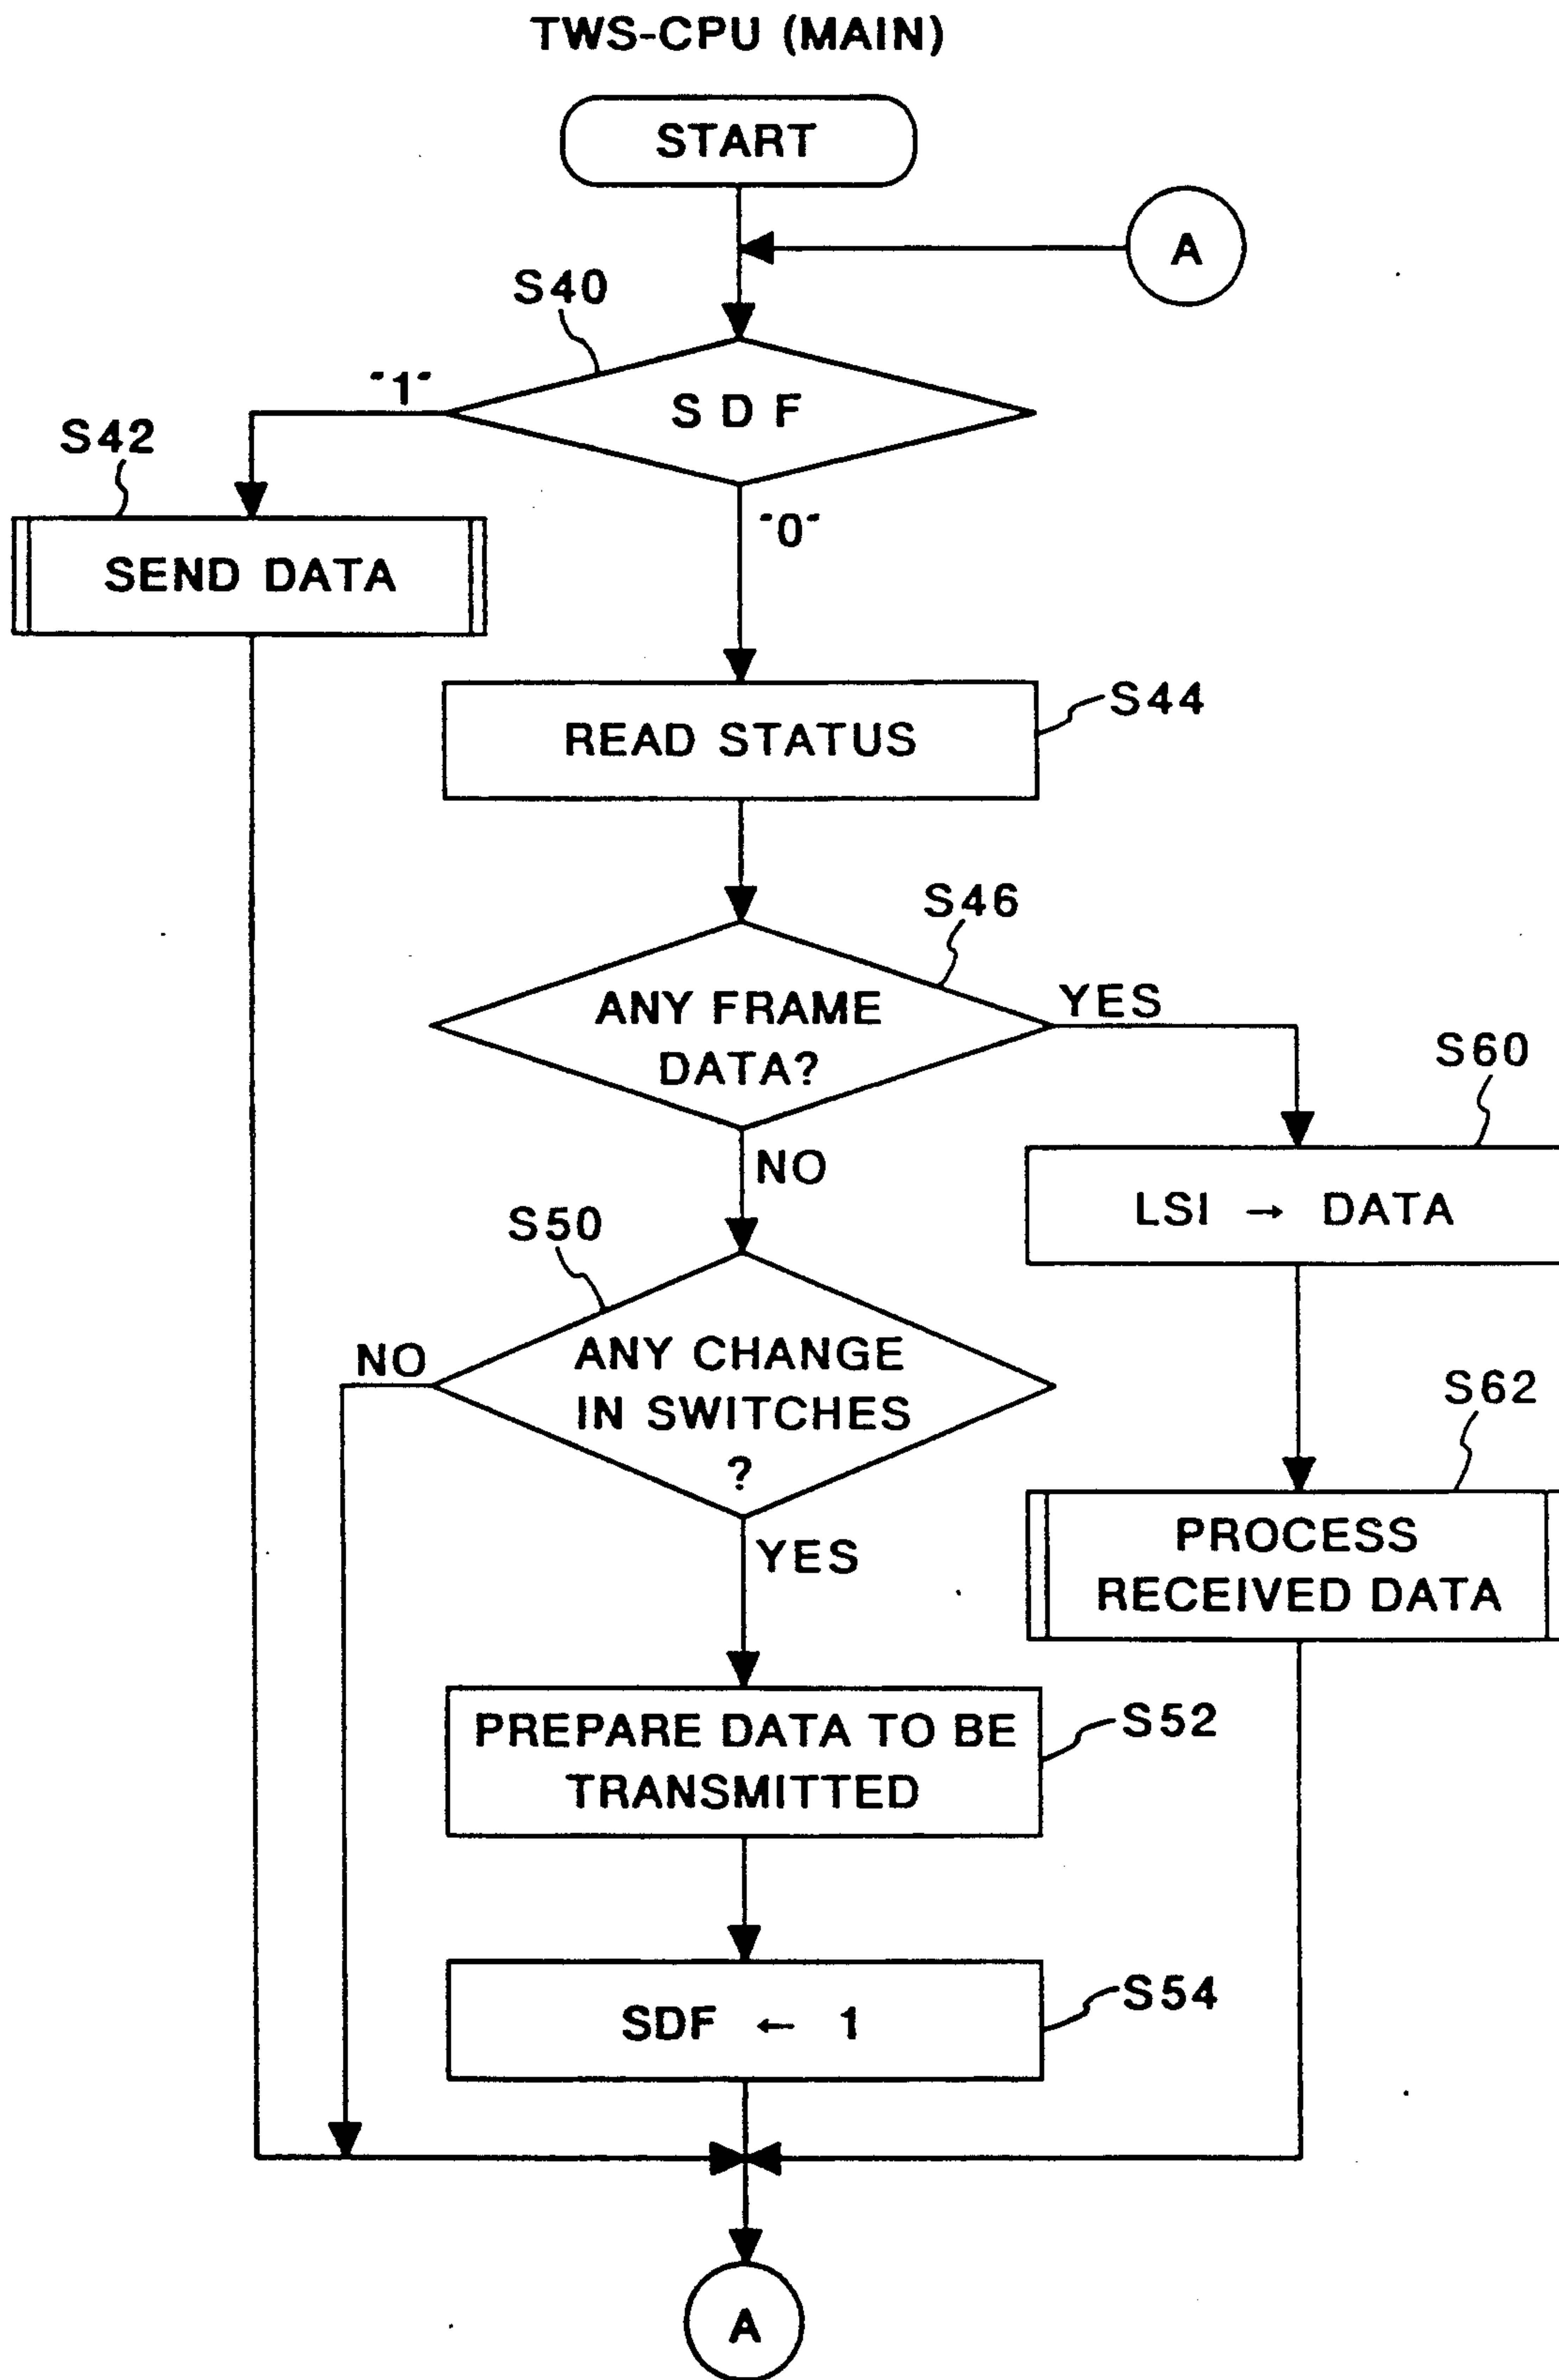 TWS-CPU (MAIN)
START
A
S40
"1"
S D F
S42
"0"
SEND DATA
S44
READ STATUS
S46
ANY FRAME
DATA?
YES
S60
NO
LSI → DATA
S50
NO
ANY CHANGE
IN SWITCHES
?
S62
YES
PROCESS
RECEIVED DATA
PREPARE DATA TO BE
TRANSMITTED
S52
SDF ← 1
S54
A